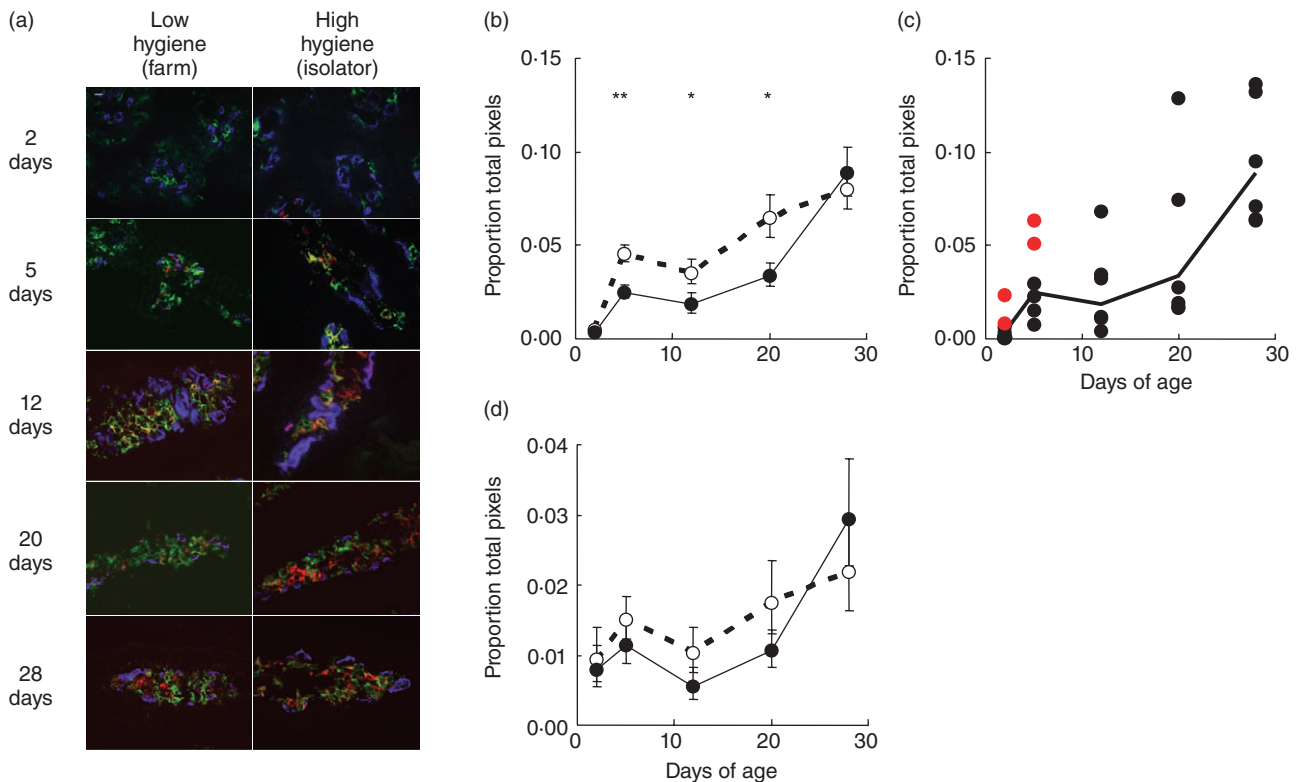 (a)
Low
hygiene
(farm)
High
hygiene
(isolator)
2
days
5
days
12
days
20
days
28
days
(b)
Proportion total pixels
0·15
0·10
0·05
0·00
** * *
0 10 20 30
(c)
Proportion total pixels
0·15
0·10
0·05
0·00
0 10 20 30
Days of age
(d)
Proportion total pixels
0·04
0·03
0·02
0·01
0·00
0 10 20 30
Days of age